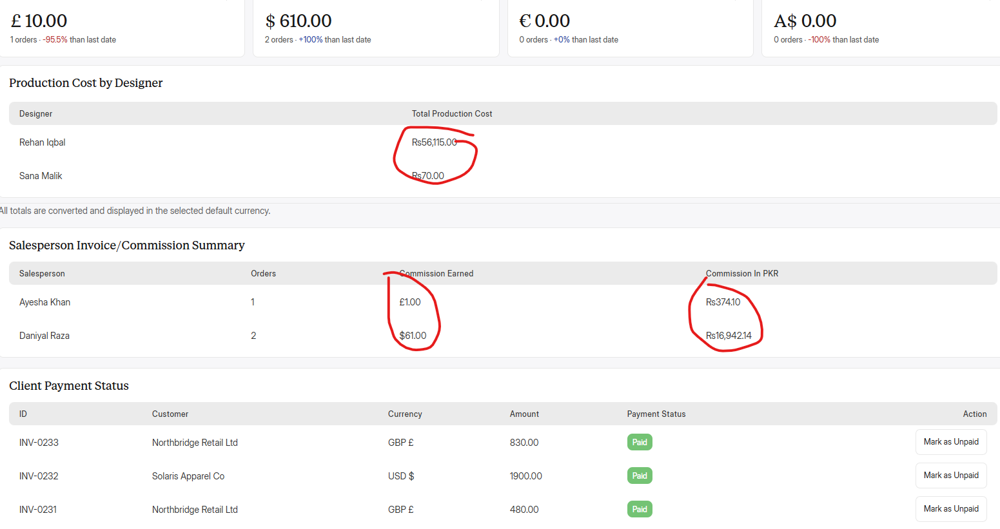 £ 10.00 $ 610.00 € 0.00 A$ 0.00
1 orders · -95.5% than last date 2 orders · +100% than last date 0 orders · +0% than last date 0 orders · -100% than last date
Production Cost by Designer
Designer Total Production Cost
Rehan Iqbal Rs56,115.00
Sana Malik Rs70.00
All totals are converted and displayed in the selected default currency.
Salesperson Invoice/Commission Summary
Salesperson Orders Commission Earned Commission In PKR
Ayesha Khan 1 £1.00 Rs374.10
Daniyal Raza 2 $61.00 Rs16,942.14
Client Payment Status
ID Customer Currency Amount Payment Status Action
INV-0233 Northbridge Retail Ltd GBP £ 830.00 Paid Mark as Unpaid
INV-0232 Solaris Apparel Co USD $ 1900.00 Paid Mark as Unpaid
INV-0231 Northbridge Retail Ltd GBP £ 480.00 Paid Mark as Unpaid